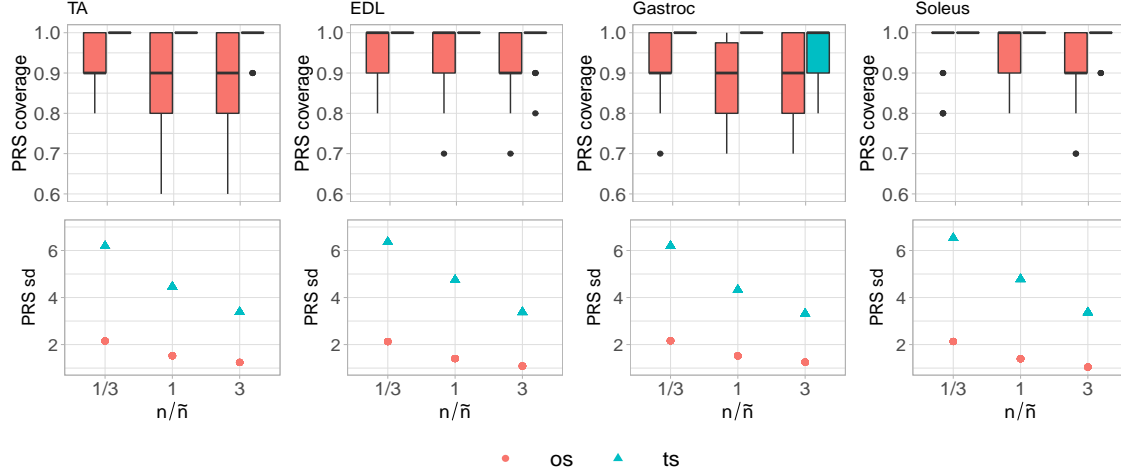 TA
EDL
Gastroc
Soleus
PRS coverage
1.0
0.9
0.8
0.7
0.6
PRS coverage
1.0
0.9
0.8
0.7
0.6
PRS coverage
1.0
0.9
0.8
0.7
0.6
PRS coverage
1.0
0.9
0.8
0.7
0.6
PRS sd
6
4
2
1/3 1 3
n/ñ
PRS sd
6
4
2
1/3 1 3
n/ñ
PRS sd
6
4
2
1/3 1 3
n/ñ
PRS sd
6
4
2
1/3 1 3
n/ñ
os ts